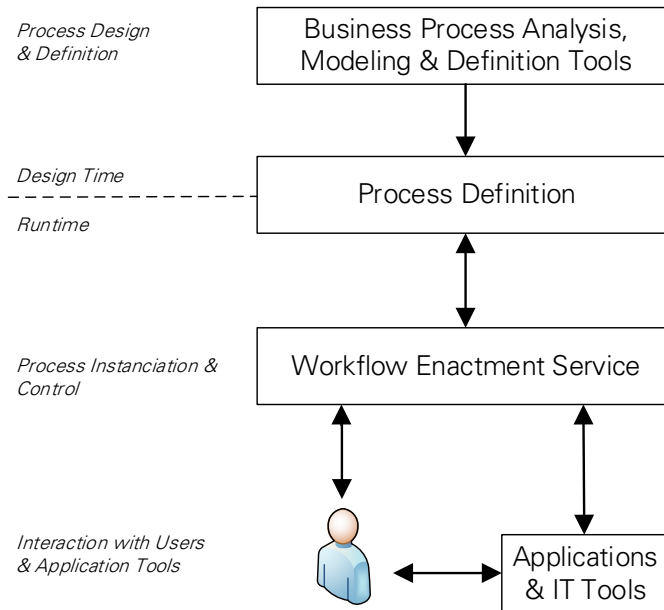 Process Design
& Definition
Business Process Analysis,
Modeling & Definition Tools
Design Time
Process Definition
Runtime
Process Instanciation &
Control
Workflow Enactment Service
Interaction with Users
& Application Tools
Applications
& IT Tools